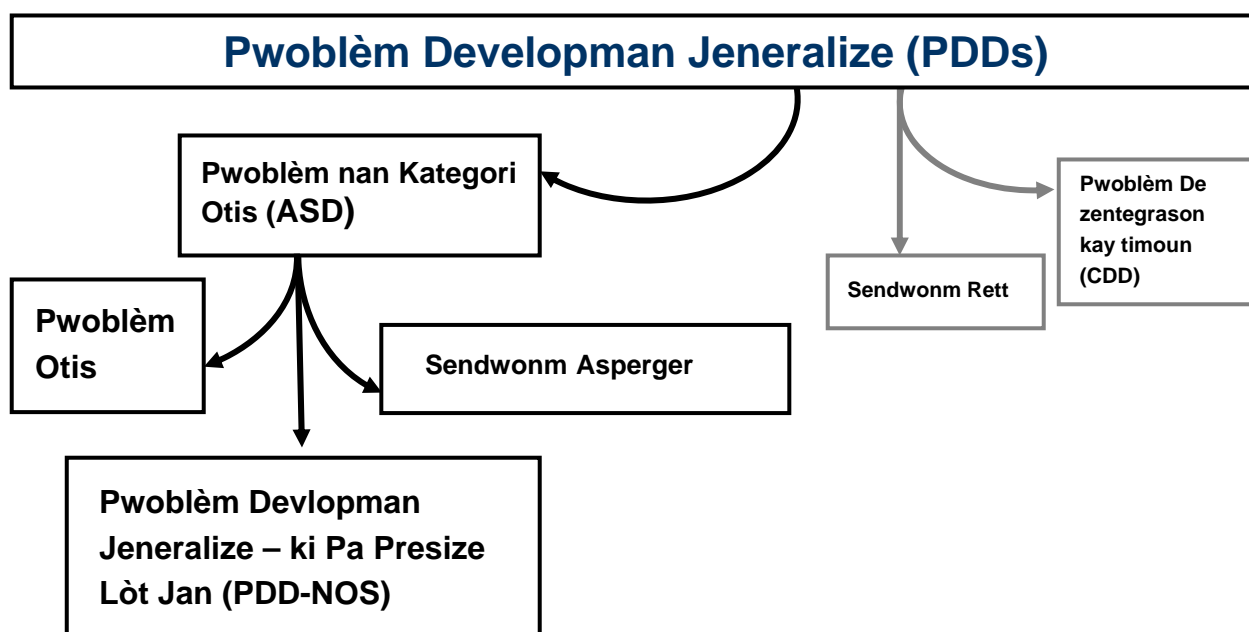 Pwoblèm Developman Jeneralize (PDDs)
Pwoblèm nan Kategori
Otis (ASD)
Pwoblèm De
zentegrason
kay timoun
(CDD)
Sendwonm Rett
Pwoblèm
Otis
Sendwonm Asperger
Pwoblèm Devlopman
Jeneralize – ki Pa Presize
Lòt Jan (PDD-NOS)